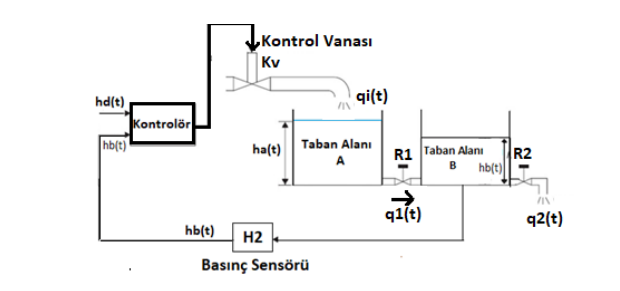 Kontrol Vanası
Kv
qi(t)
hd(t)
Kontrolör
hb(t)
ha(t)
Taban Alanı
A
R1
Taban Alanı
B
hb(t)
R2
q1(t)
q2(t)
hb(t)
H2
Basınç Sensörü